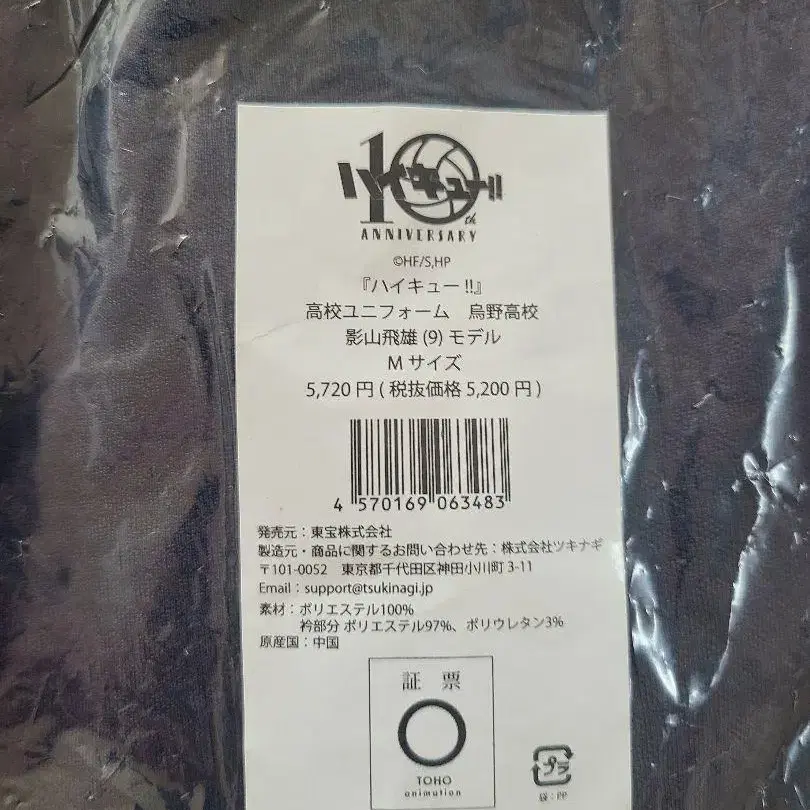 ハイキュー!!
10th
ANNIVERSARY
©HF/S,HP
『ハイキュー!!』
高校ユニフォーム 烏野高校
影山飛雄 (9) モデル
M サイズ
5,720 円 ( 税抜価格 5,200 円 )
4 570169 063483
発売元:東宝株式会社
製造元・商品に関するお問い合わせ先:株式会社ツキナギ
〒101-0052 東京都千代田区神田小川町 3-11
Email:support@tsukinagi.jp
素材:ポリエステル100%
衿部分 ポリエステル97%、ポリウレタン3%
原産国:中国
証 票
TOHO
animation
プラ
袋:PP